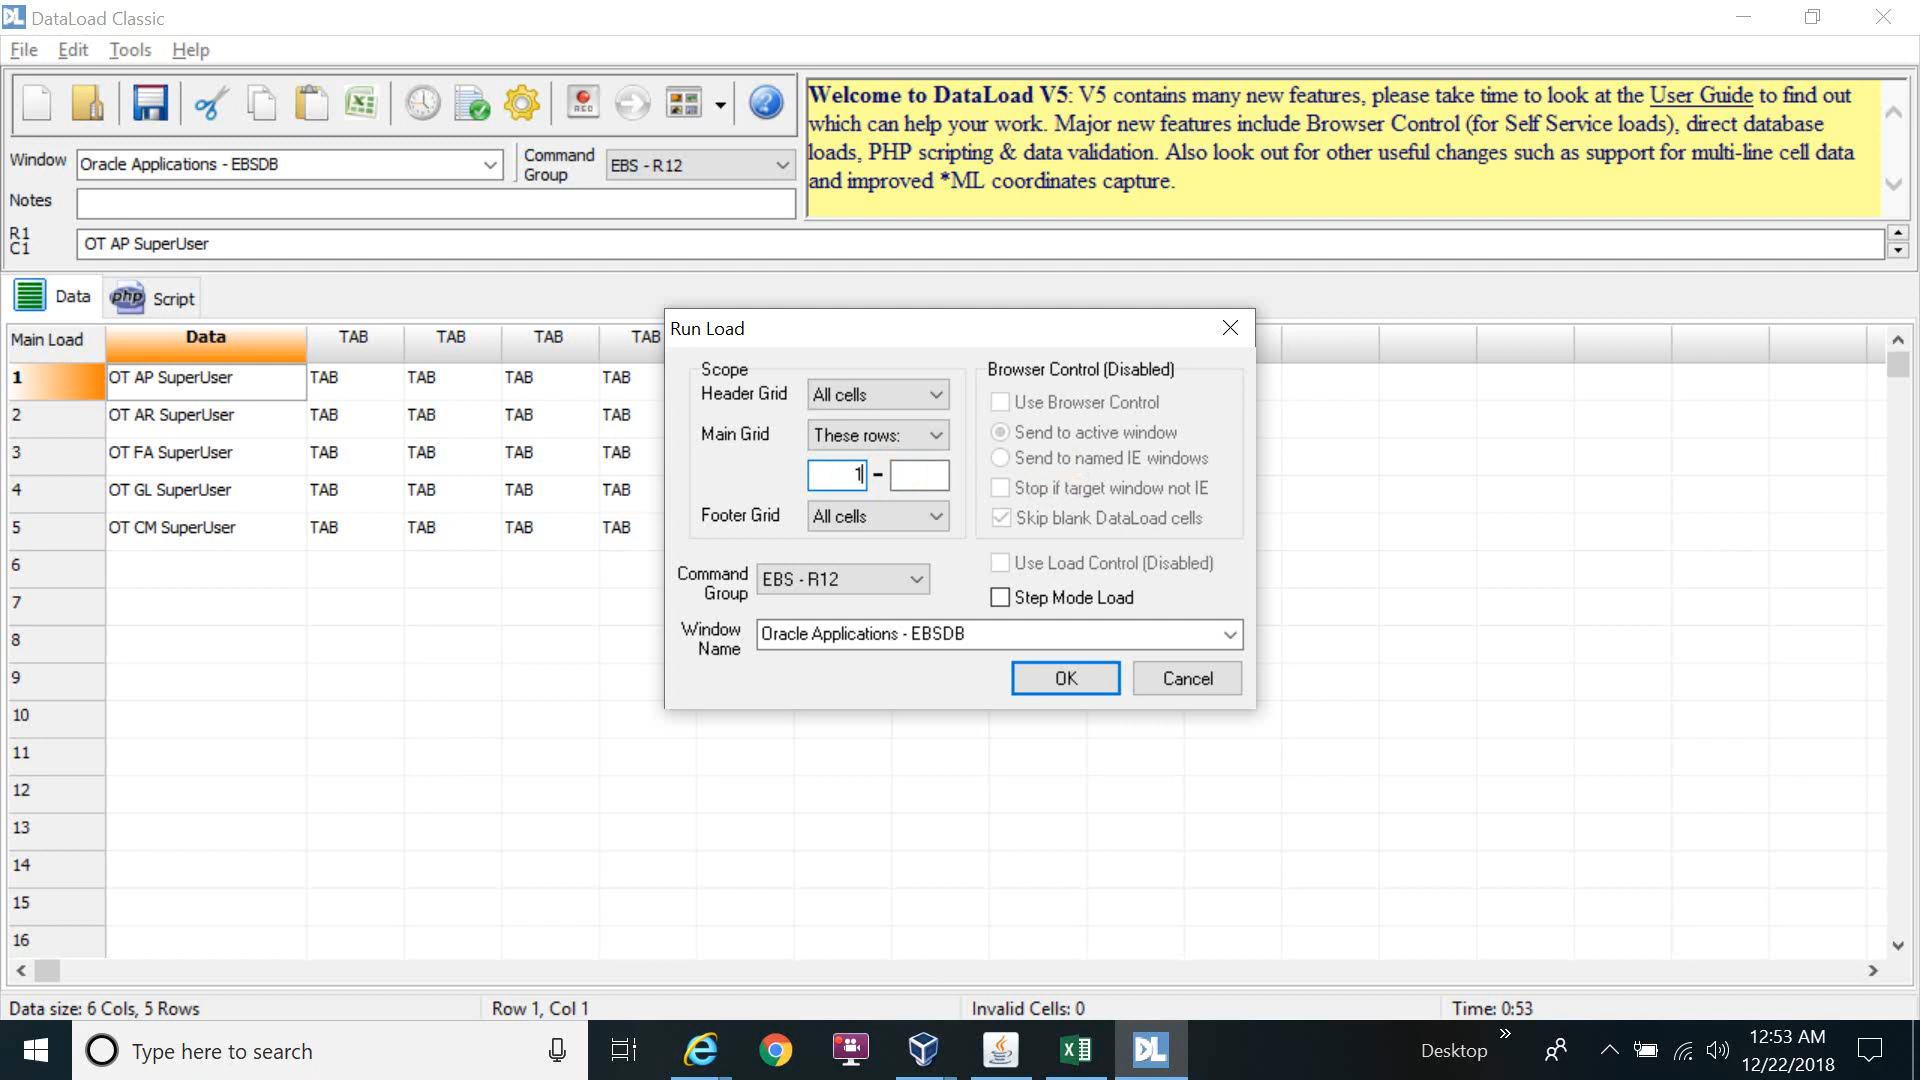 DL DataLoad Classic
File Edit Tools Help
REC
Welcome to DataLoad V5: V5 contains many new features, please take time to look at the User Guide to find out
which can help your work. Major new features include Browser Control (for Self Service loads), direct database
loads, PHP scripting & data validation. Also look out for other useful changes such as support for multi-line cell data
and improved *ML coordinates capture.
Window Oracle Applications - EBSDB Command Group EBS - R12
Notes
R1
C1
OT AP SuperUser
Data php Script
Main Load Data TAB TAB TAB TAB
1 OT AP SuperUser TAB TAB TAB TAB
2 OT AR SuperUser TAB TAB TAB TAB
3 OT FA SuperUser TAB TAB TAB TAB
4 OT GL SuperUser TAB TAB TAB TAB
5 OT CM SuperUser TAB TAB TAB TAB
6
7
8
9
10
11
12
13
14
15
16
Run Load
Scope
Header Grid All cells
Main Grid These rows:
1 -
Footer Grid All cells
Browser Control (Disabled)
Use Browser Control
Send to active window
Send to named IE windows
Stop if target window not IE
Skip blank DataLoad cells
Command Group EBS - R12
Use Load Control (Disabled)
Step Mode Load
Window Name Oracle Applications - EBSDB
OK Cancel
Data size: 6 Cols, 5 Rows Row 1, Col 1 Invalid Cells: 0 Time: 0:53
Type here to search
DL
Desktop
12:53 AM
12/22/2018